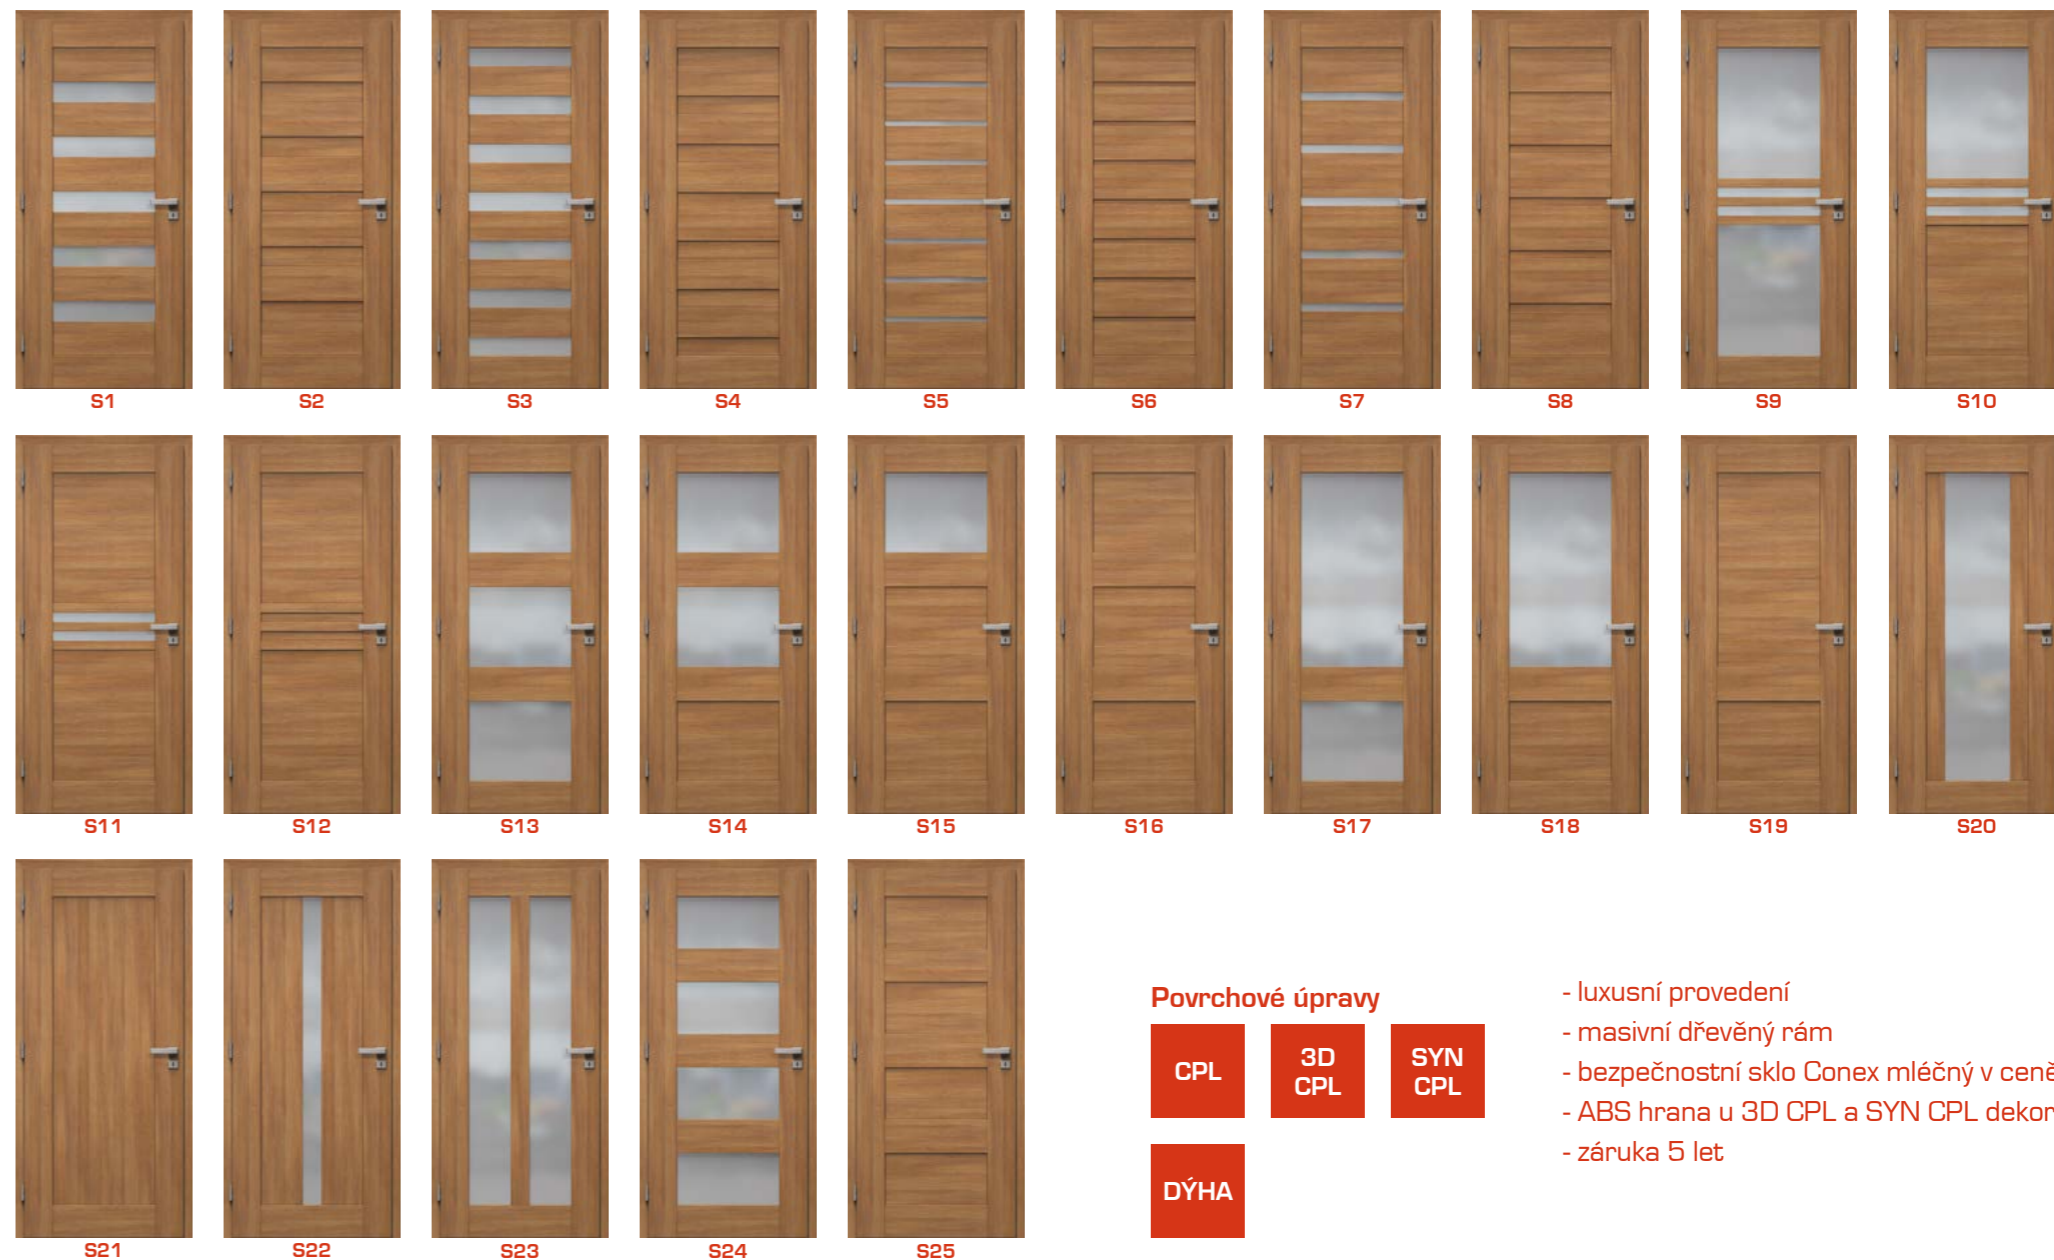 S1 S2 S3 S4 S5 S6 S7 S8 S9 S10
S11 S12 S13 S14 S15 S16 S17 S18 S19 S20
S21 S22 S23 S24 S25
Povrchové úpravy
CPL
3D
CPL
SYN
CPL
DÝHA
- luxusní provedení
- masivní dřevěný rám
- bezpečnostní sklo Conex mléčný v ceně
- ABS hrana u 3D CPL a SYN CPL dekor
- záruka 5 let